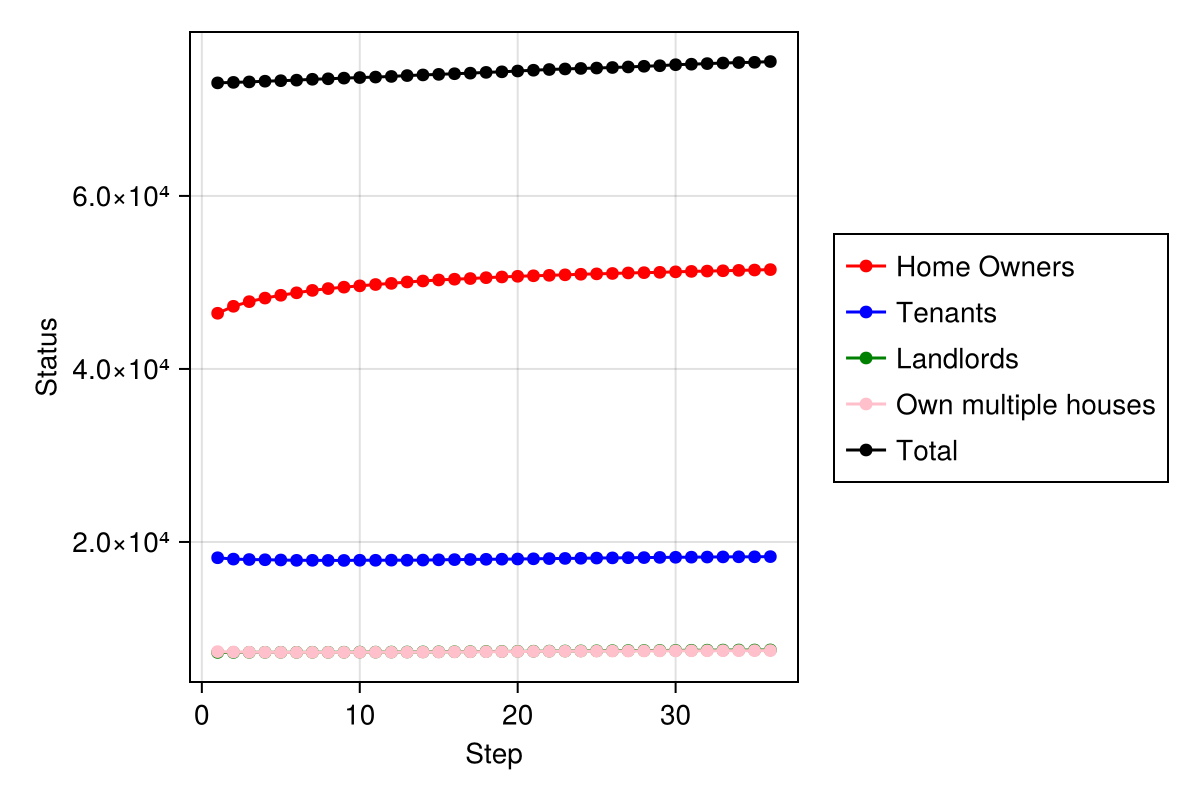 6.0×10⁴
4.0×10⁴
2.0×10⁴
Status
0 10 20 30
Step
Home Owners
Tenants
Landlords
Own multiple houses
Total